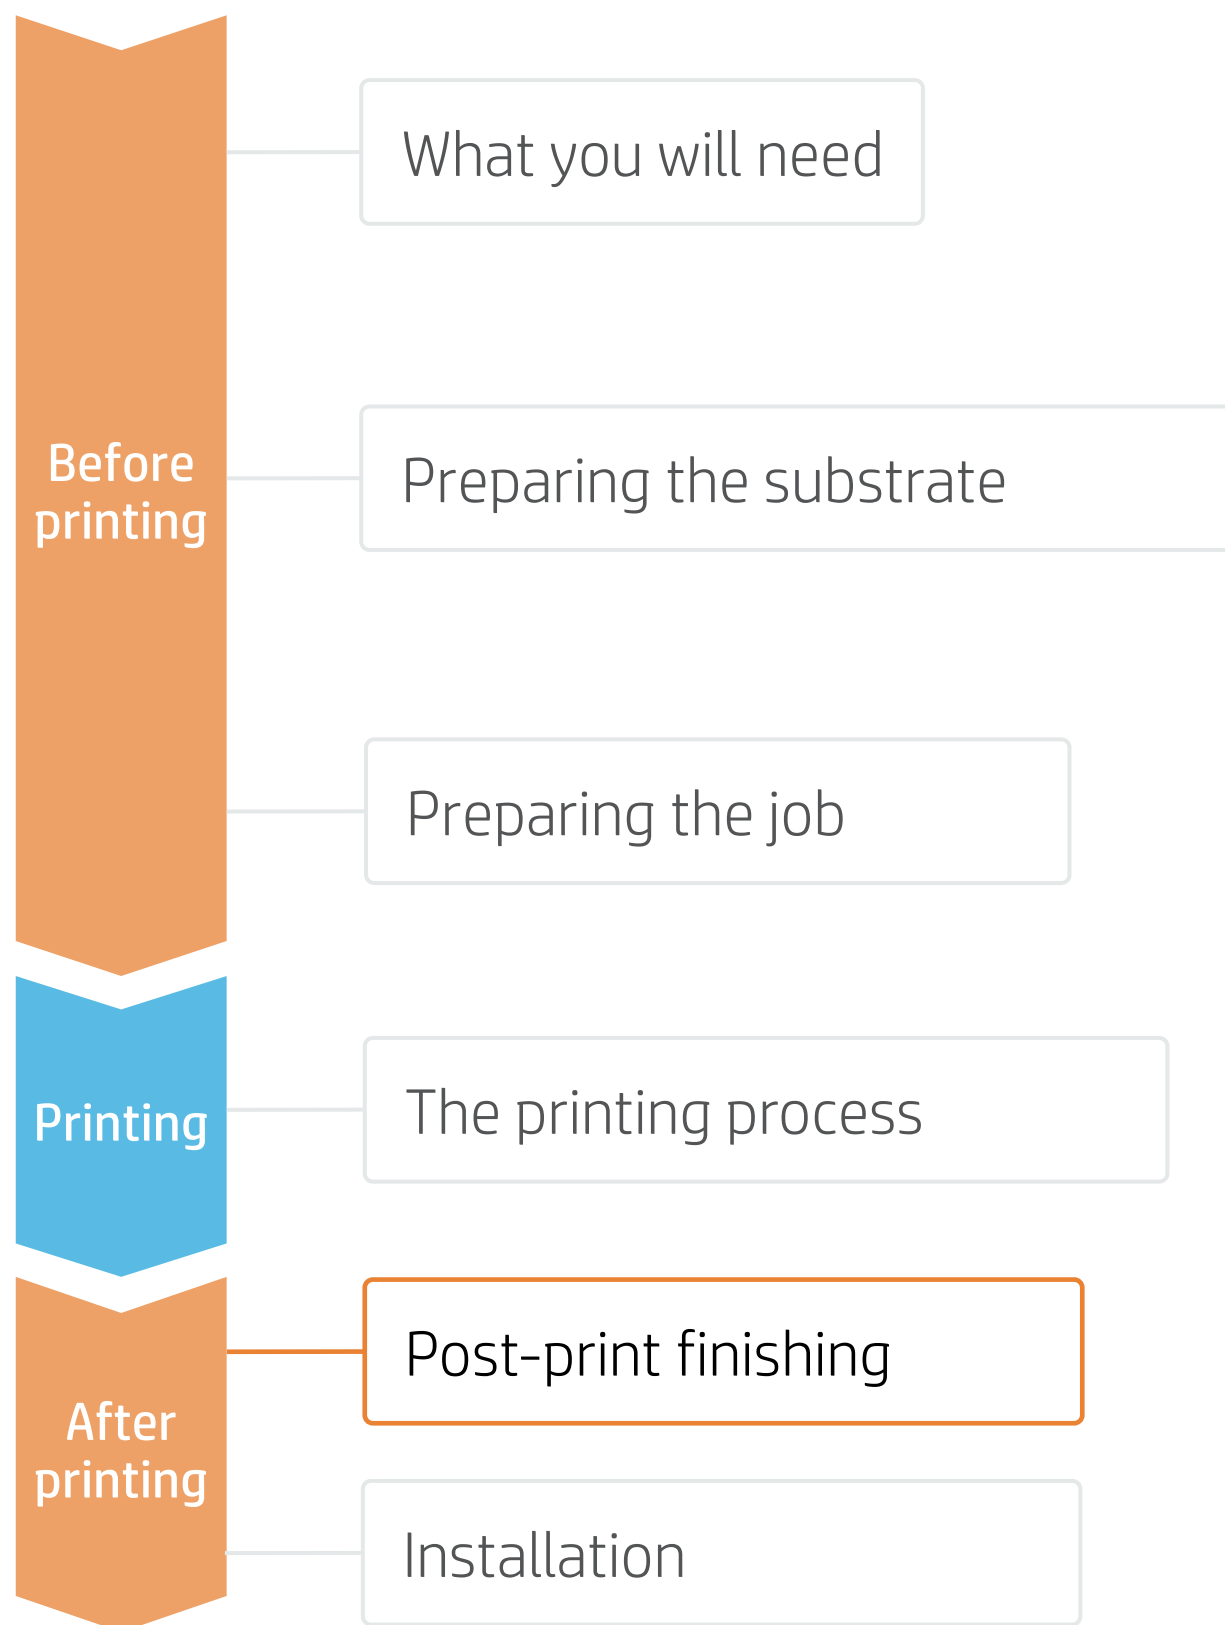 What you will need
Before
printing
Preparing the substrate
Preparing the job
Printing
The printing process
Post-print finishing
After
printing
Installation